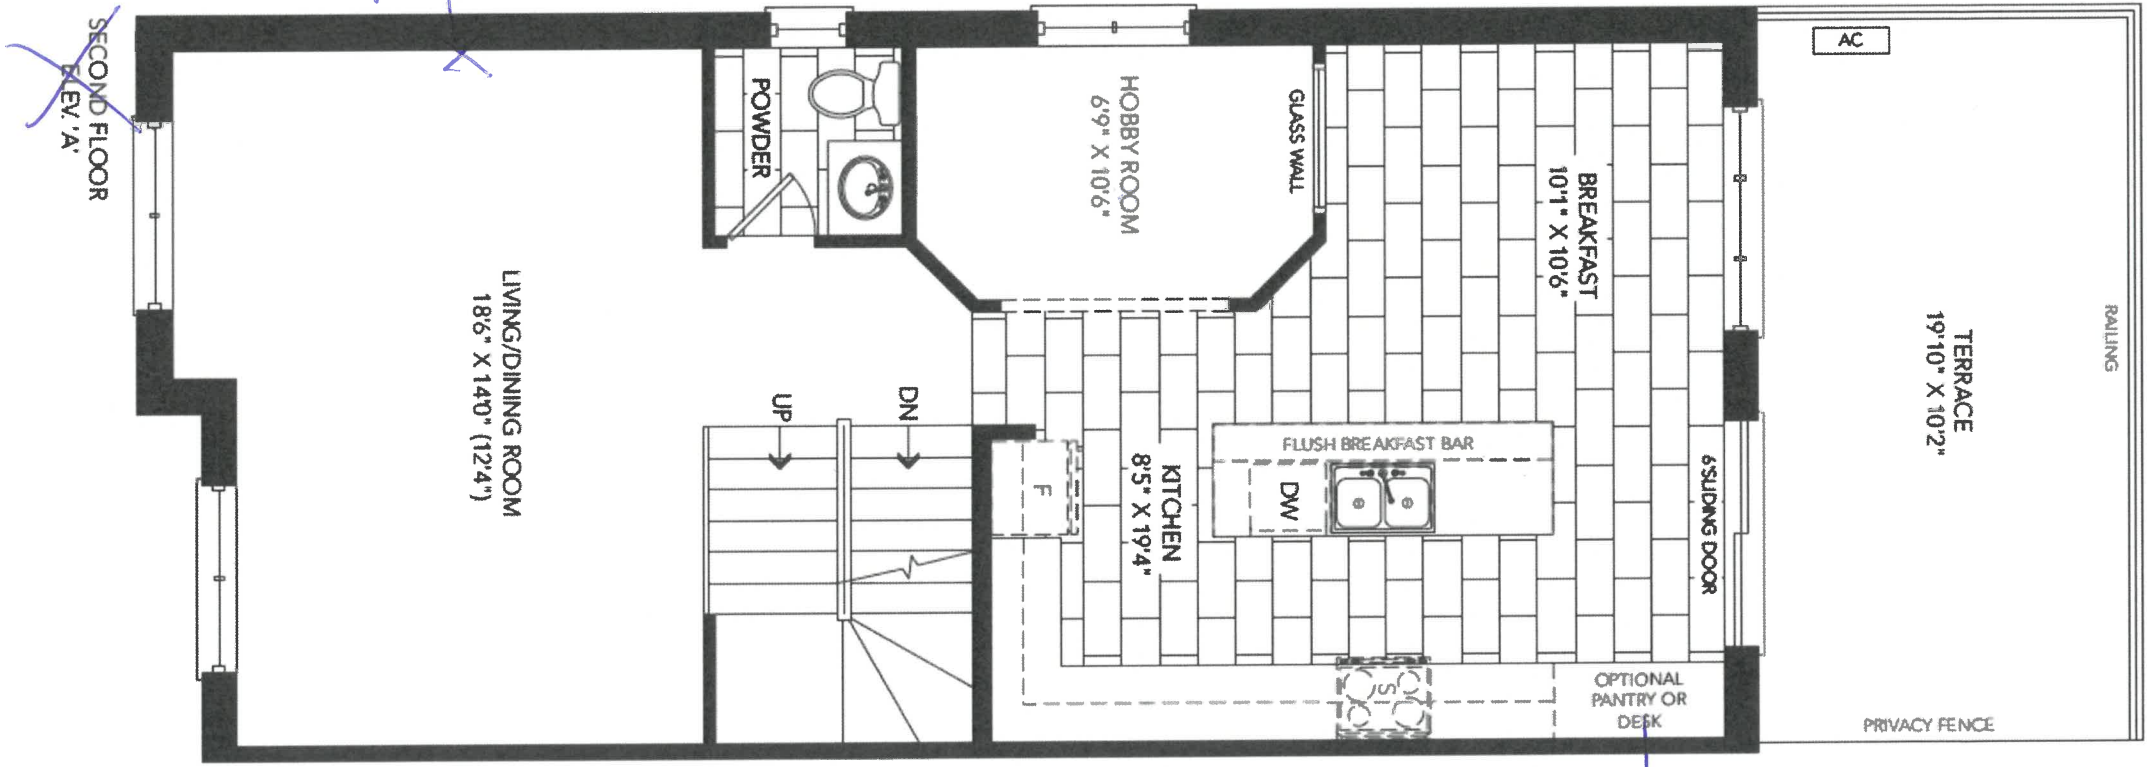 SECOND FLOOR
ELEV. 'A'
LIVING/DINING ROOM
18'6" X 14'0" (12'4")
POWDER
UP
DN
HOBBY ROOM
6'9" X 10'6"
GLASS WALL
F
KITCHEN
8'5" X 19'4"
FLUSH BREAKFAST BAR
DW
S
BREAKFAST
10'1" X 10'6"
6'SLIDING DOOR
OPTIONAL
PANTRY OR
DESK
AC
TERRACE
19'10" X 10'2"
RAILING
PRIVACY FENCE